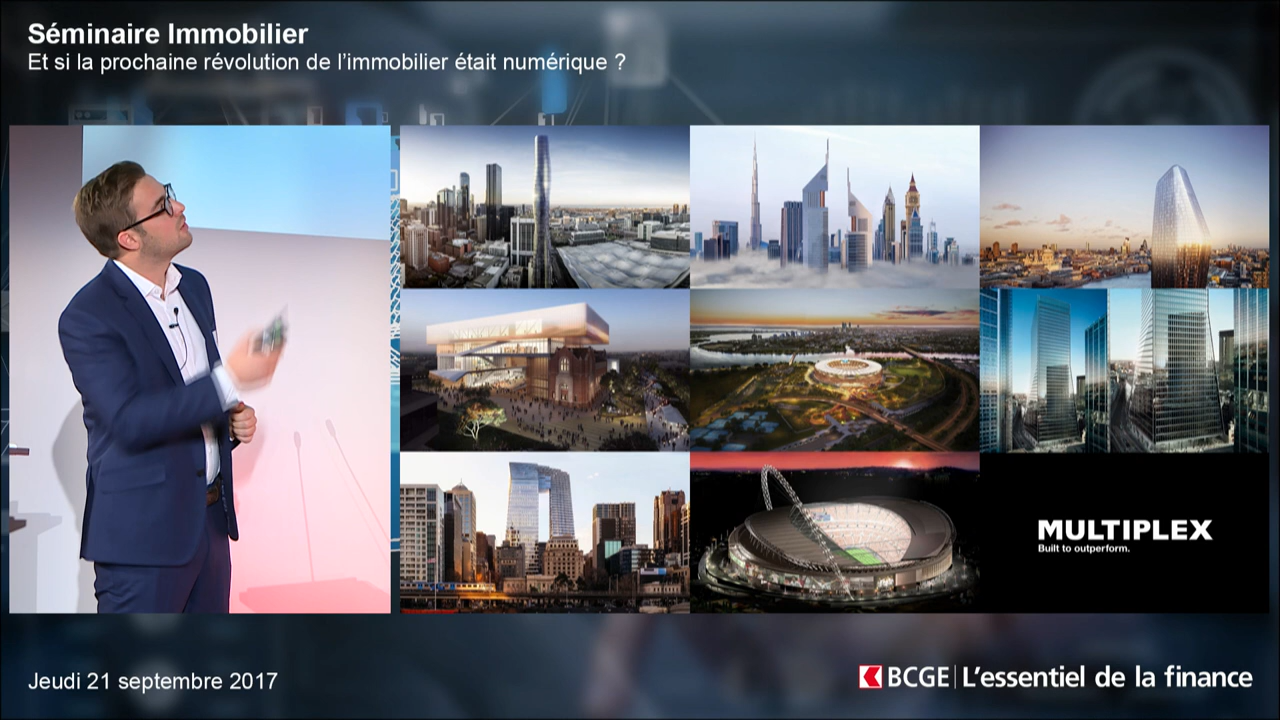 Séminaire Immobilier
Et si la prochaine révolution de l'immobilier était numérique ?
MULTIPLEX
Built to outperform.
Jeudi 21 septembre 2017
BCGE | L'essentiel de la finance